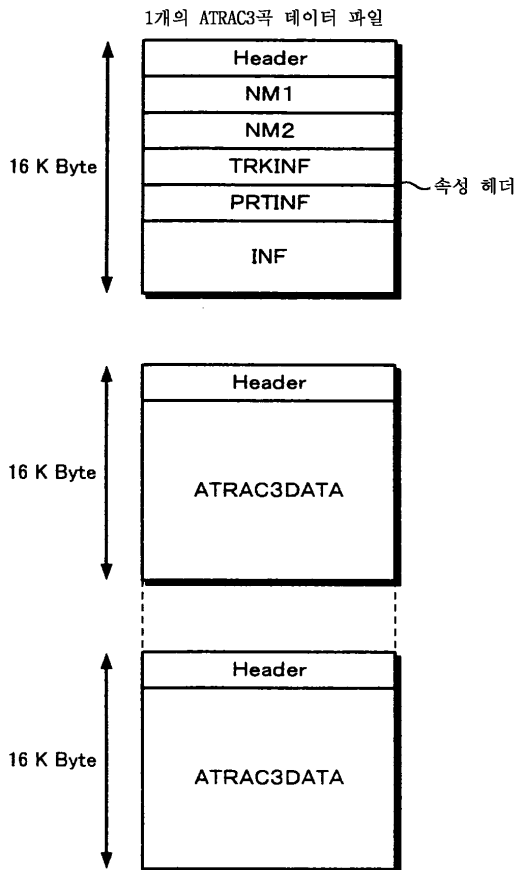 1개의 ATRAC3곡 데이터 파일
Header
NM1
NM2
16 K Byte
TRKINF
속성 헤더
PRTINF
INF
Header
16 K Byte
ATRAC3DATA
Header
16 K Byte
ATRAC3DATA